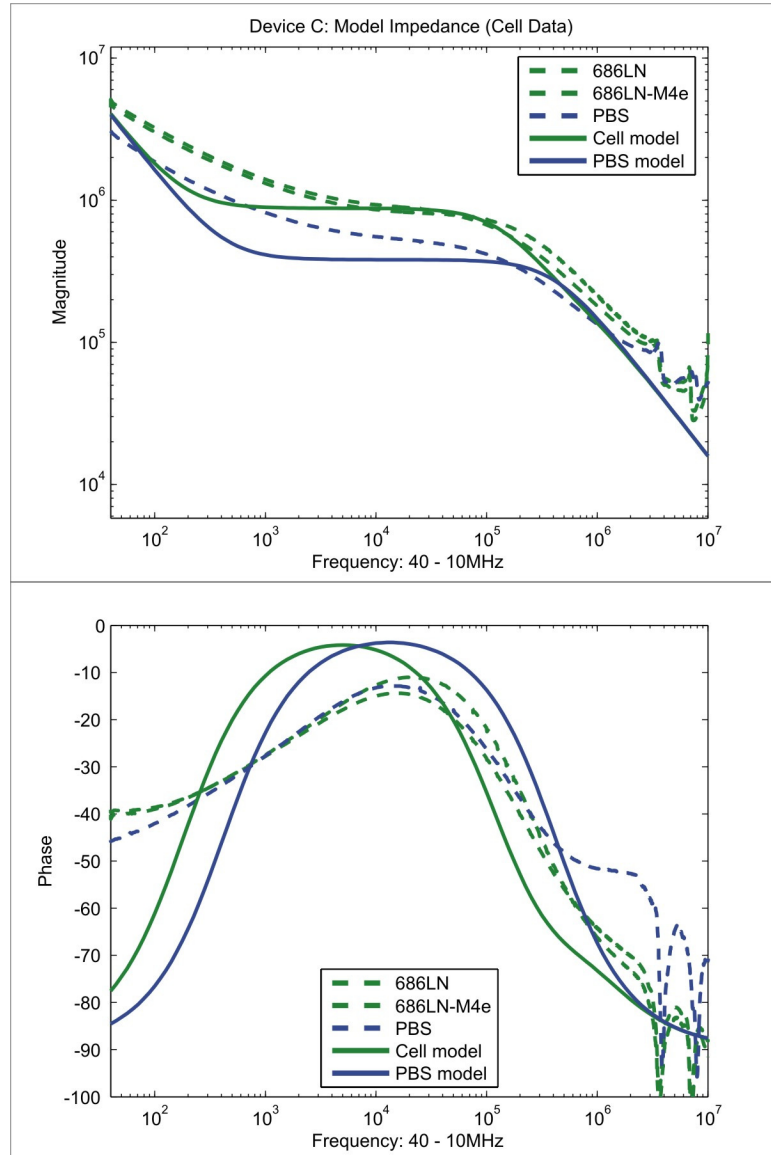 Device C: Model Impedance (Cell Data)
10^7
10^6
10^5
10^4
Magnitude
686LN
686LN-M4e
PBS
Cell model
PBS model
10^2 10^3 10^4 10^5 10^6 10^7
Frequency: 40 - 10MHz
0
-10
-20
-30
-40
-50
-60
-70
-80
-90
-100
Phase
686LN
686LN-M4e
PBS
Cell model
PBS model
10^2 10^3 10^4 10^5 10^6 10^7
Frequency: 40 - 10MHz